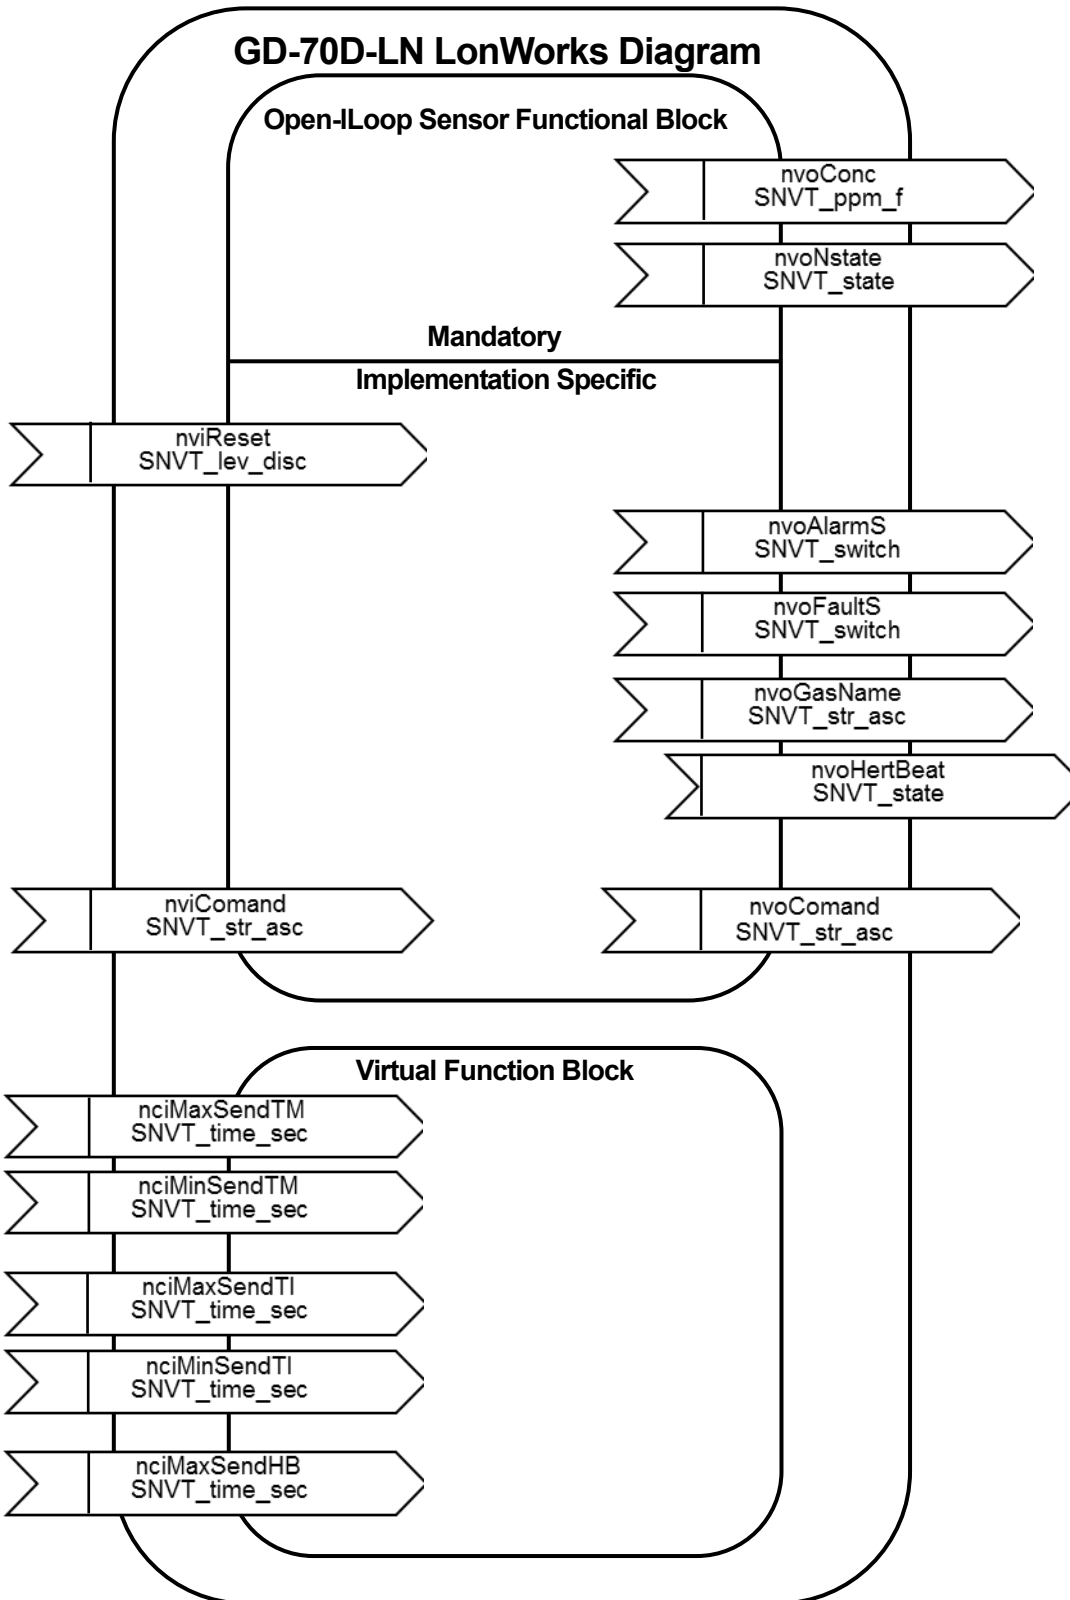 GD-70D-LN LonWorks Diagram
Open-lLoop Sensor Functional Block
nvoConc
SNVT_ppm_f
nvoNstate
SNVT_state
Mandatory
Implementation Specific
nviReset
SNVT_lev_disc
nvoAlarmS
SNVT_switch
nvoFaultS
SNVT_switch
nvoGasName
SNVT_str_asc
nvoHertBeat
SNVT_state
nviComand
SNVT_str_asc
nvoComand
SNVT_str_asc
Virtual Function Block
nciMaxSendTM
SNVT_time_sec
nciMinSendTM
SNVT_time_sec
nciMaxSendTI
SNVT_time_sec
nciMinSendTI
SNVT_time_sec
nciMaxSendHB
SNVT_time_sec